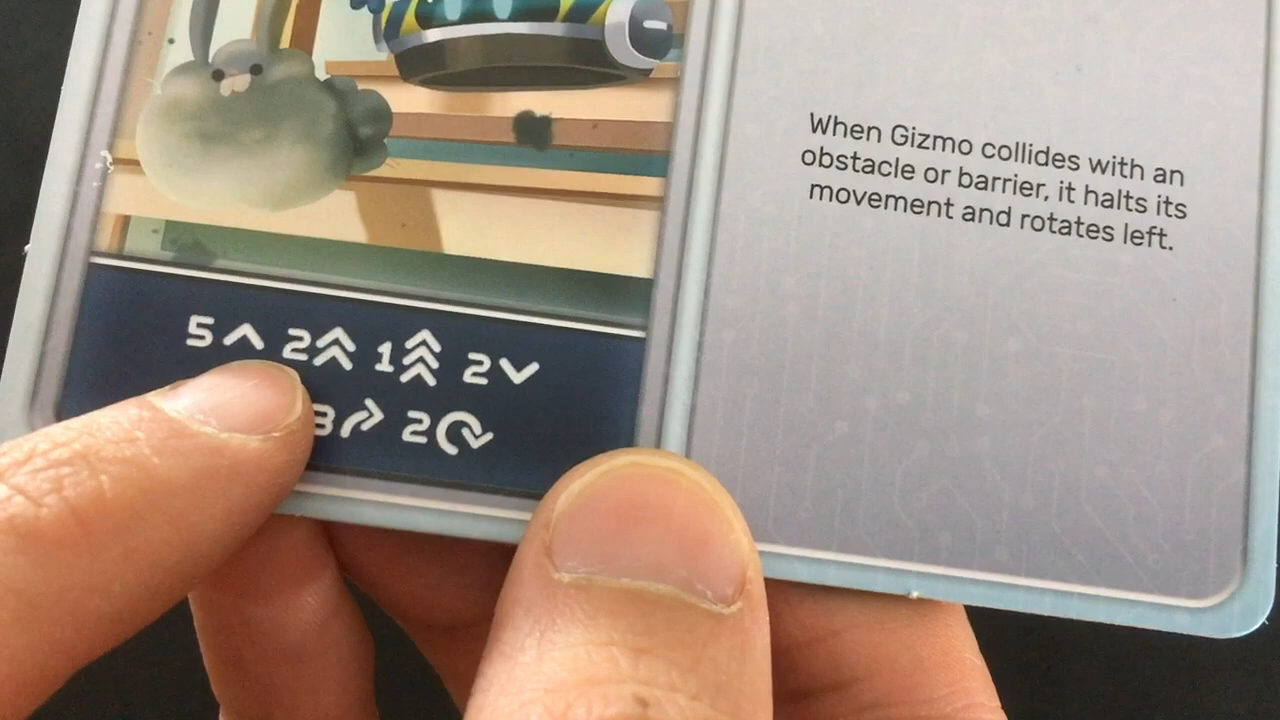 5 2 1 2
3 2
When Gizmo collides with an
obstacle or barrier, it halts its
movement and rotates left.